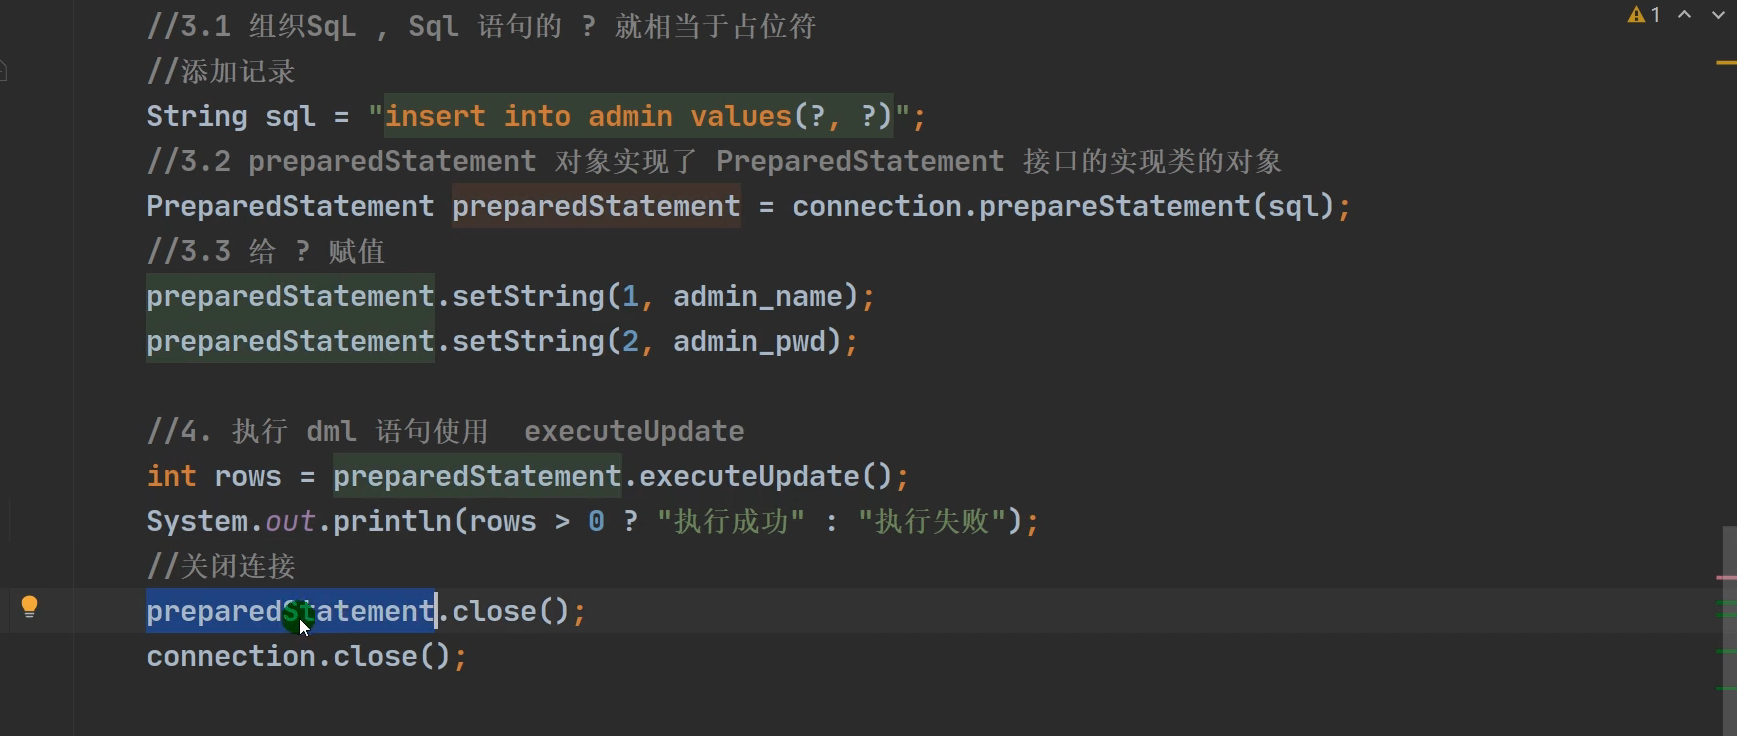 //3.1 组织SqL , Sql 语句的 ? 就相当于占位符
1
//添加记录
String sql = "insert into admin values(?, ?)";
//3.2 preparedStatement 对象实现了 PreparedStatement 接口的实现类的对象
PreparedStatement preparedStatement = connection.prepareStatement(sql);
//3.3 给 ? 赋值
preparedStatement.setString(1, admin_name);
preparedStatement.setString(2, admin_pwd);
//4. 执行 dml 语句使用  executeUpdate
int rows = preparedStatement.executeUpdate();
System.out.println(rows > 0 ? "执行成功" : "执行失败");
//关闭连接
preparedStatement.close();
connection.close();